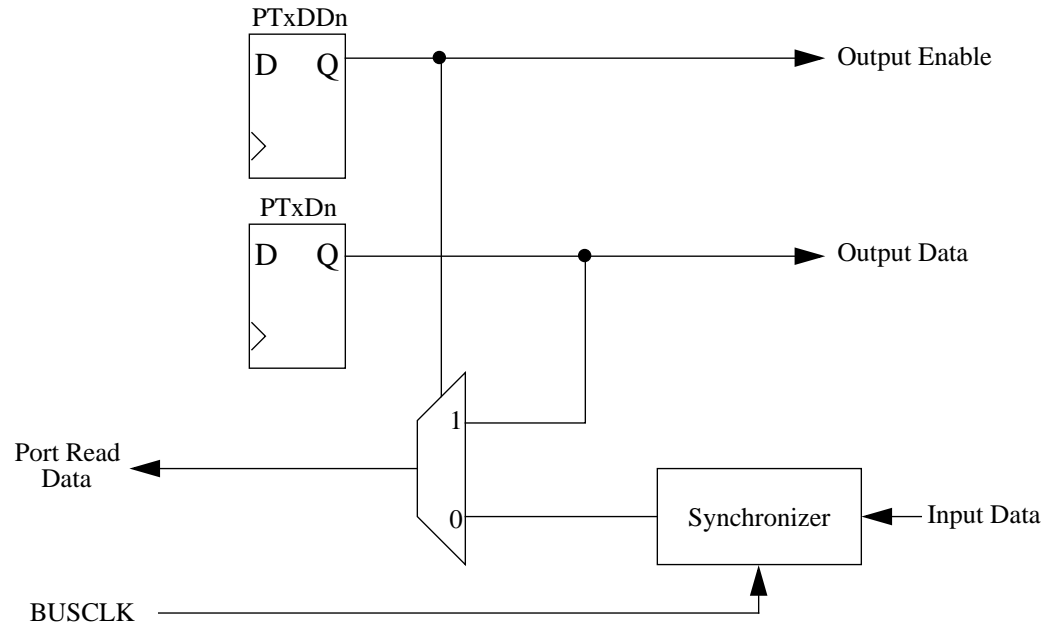 PTxDDn
D Q
Output Enable
PTxDn
D Q
Output Data
1
Port Read
Data
0
Synchronizer
Input Data
BUSCLK